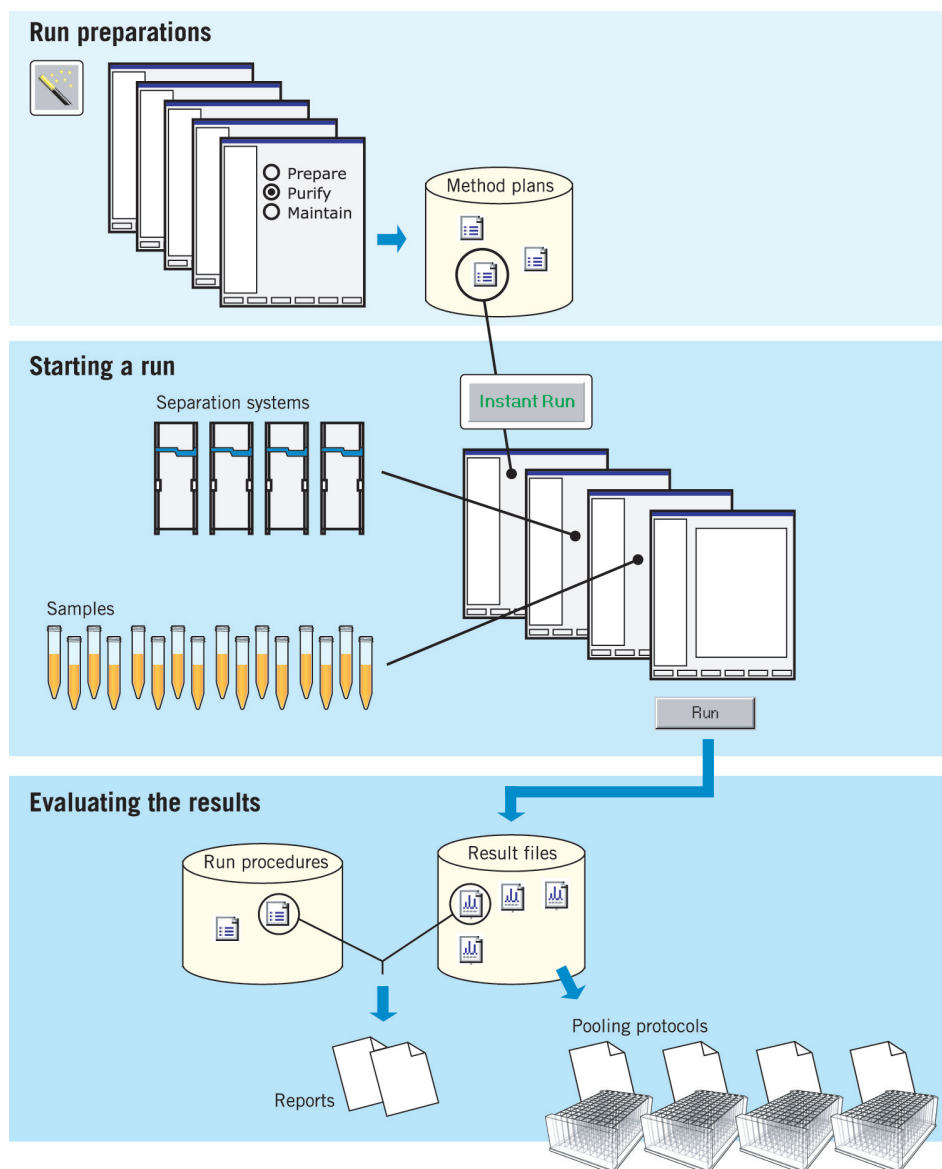 Run preparations
Prepare
Purify
Maintain
Method plans
Starting a run
Separation systems
Instant Run
Samples
Run
Evaluating the results
Run procedures
Result files
Pooling protocols
Reports